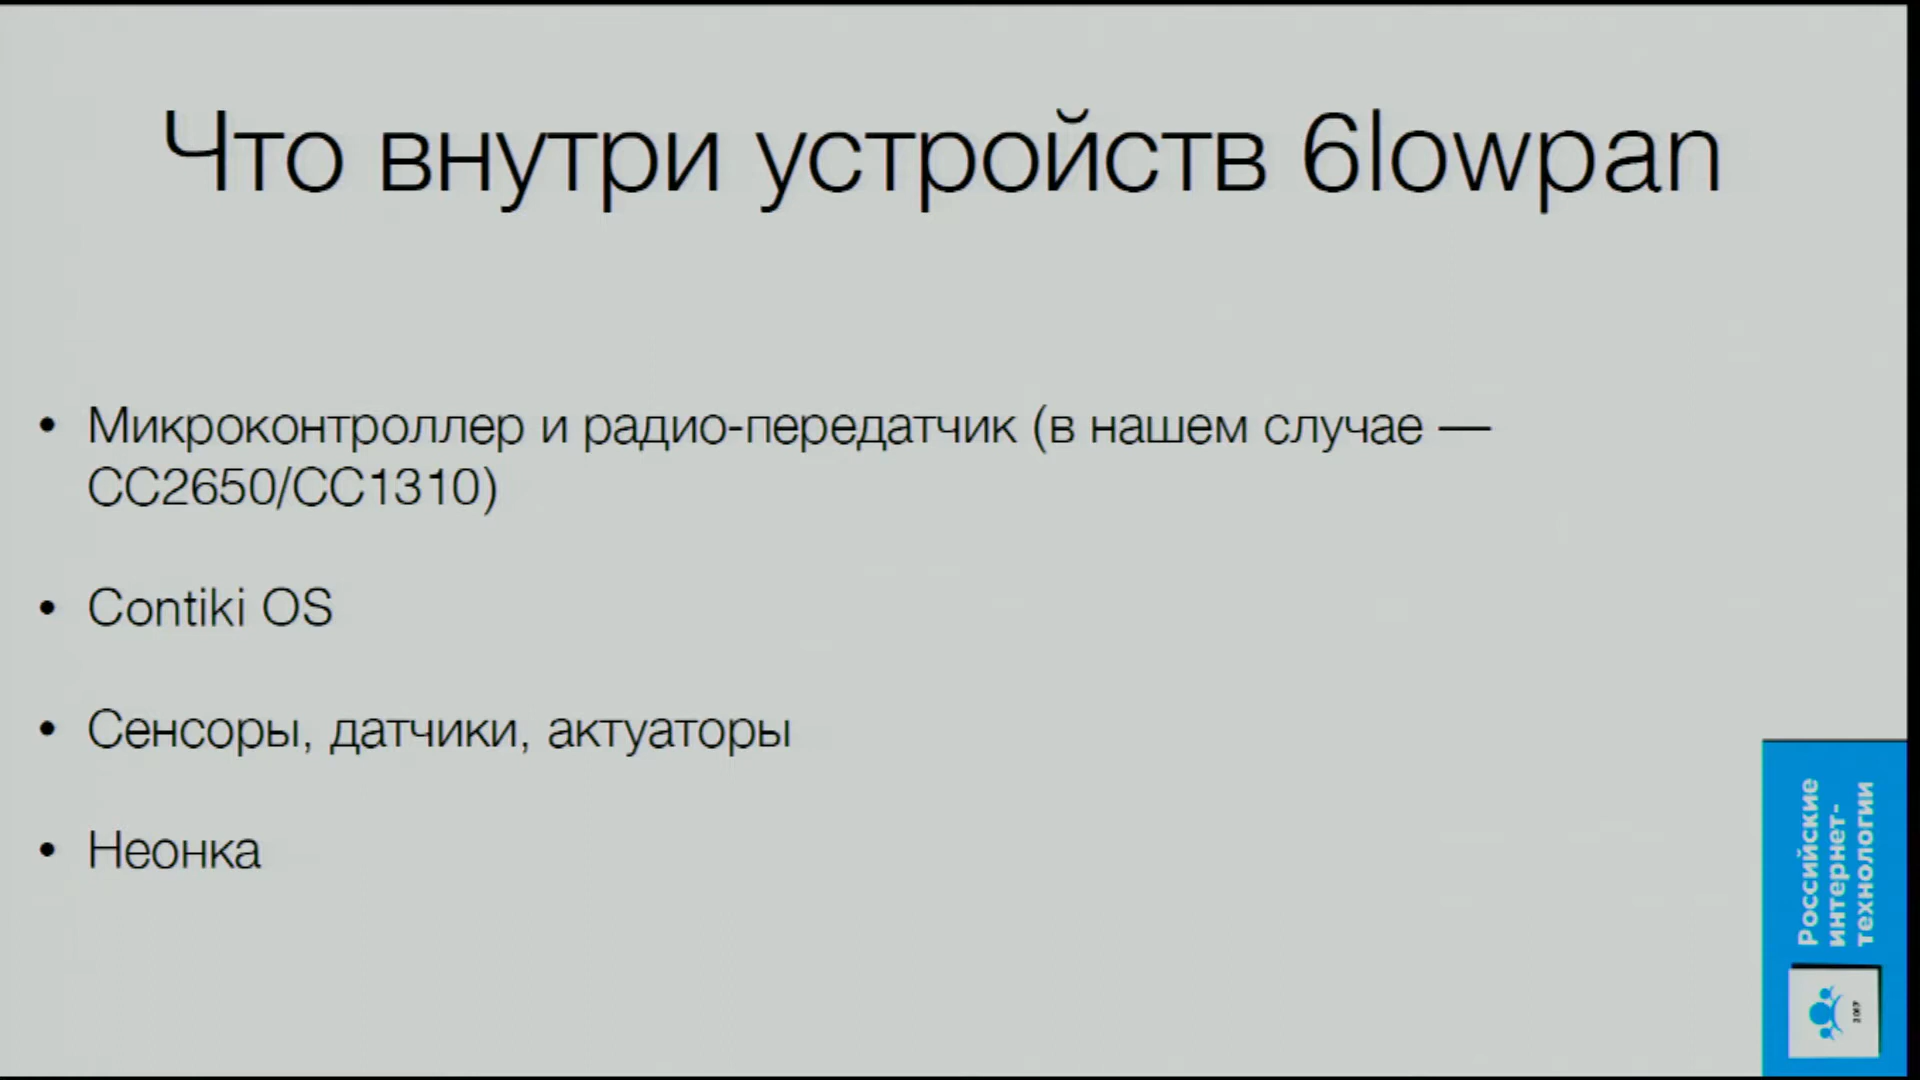 Что внутри устройств 6lowpan
• Микроконтроллер и радио-передатчик (в нашем случае —
CC2650/CC1310)
• Contiki OS
• Сенсоры, датчики, актуаторы
• Неонка
Российские
интернет-
технологии
2017